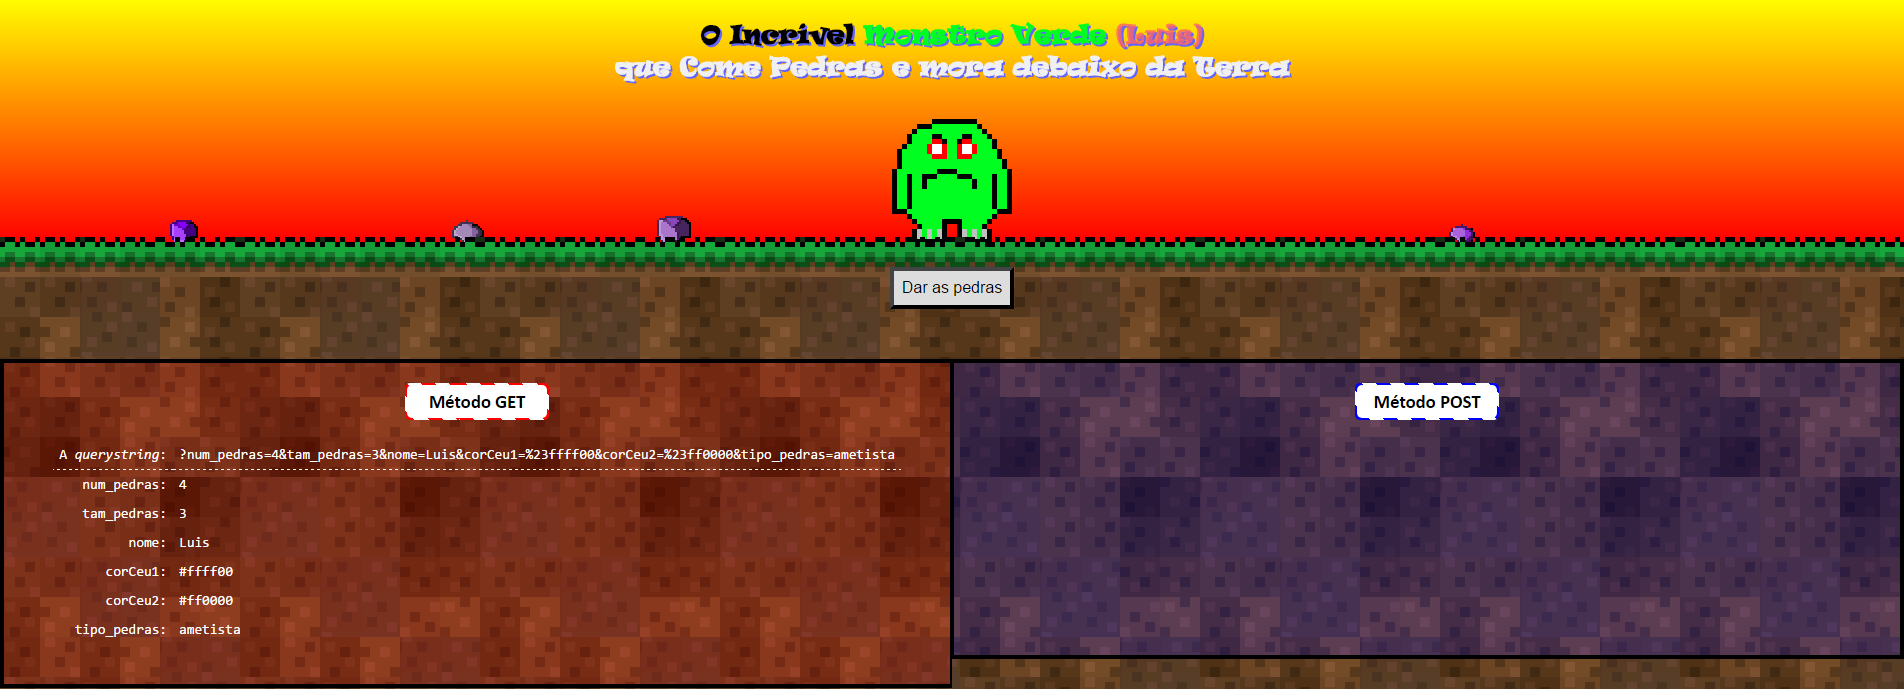 O Incrivel Monstro Verde (Luis)
que Come Pedras e mora debaixo da Terra
Dar as pedras
Método GET
A querystring: ?num_pedras=4&tam_pedras=3&nome=Luis&corCeu1=%23ffff00&corCeu2=%23ff0000&tipo_pedras=ametista
num_pedras: 4
tam_pedras: 3
nome: Luis
corCeu1: #ffff00
corCeu2: #ff0000
tipo_pedras: ametista
Método POST